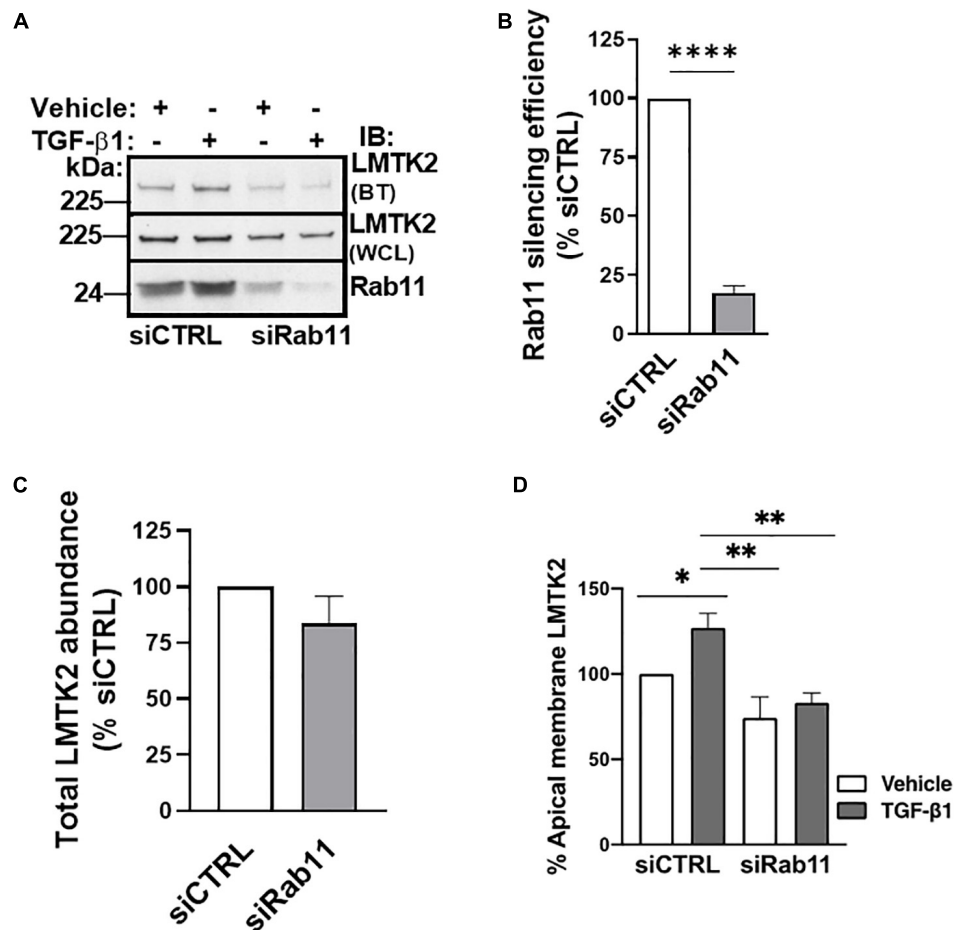 A
Vehicle: + - + -
TGF-β1: - + - + IB:
kDa:
LMTK2
(BT)
225
225
LMTK2
(WCL)
24
Rab11
siCTRL siRab11
B
Rab11 silencing efficiency
(% siCTRL)
125
100
75
50
25
0
****
siCTRL
siRab11
C
Total LMTK2 abundance
(% siCTRL)
125
100
75
50
25
0
siCTRL
siRab11
D
% Apical membrane LMTK2
150
100
50
0
**
**
*
siCTRL siRab11
Vehicle
TGF-β1